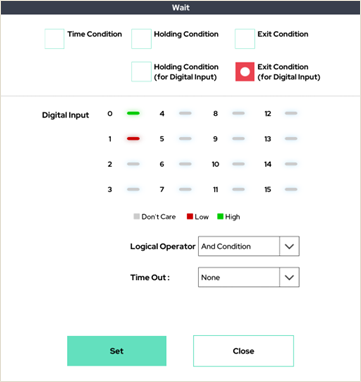 Wait
Time Condition
Holding Condition
Exit Condition
Holding Condition
(for Digital Input)
Exit Condition
(for Digital Input)
Digital Input
0 4 8 12
1 5 9 13
2 6 10 14
3 7 11 15
Don't Care Low High
Logical Operator And Condition
Time Out : None
Set Close